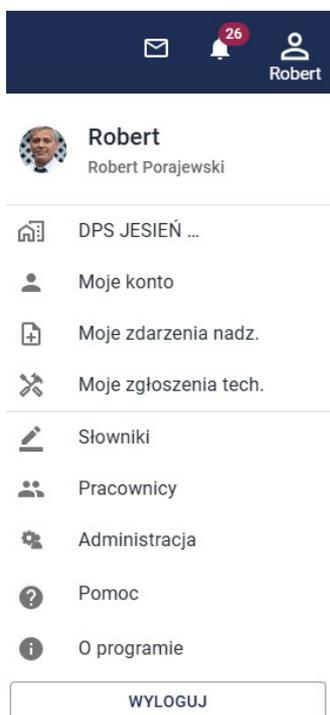 26
Robert
Robert
Robert Porajewski
DPS JESIEŃ ...
Moje konto
Moje zdarzenia nadz.
Moje zgłoszenia tech.
Słowniki
Pracownicy
Administracja
Pomoc
O programie
WYLOGUJ